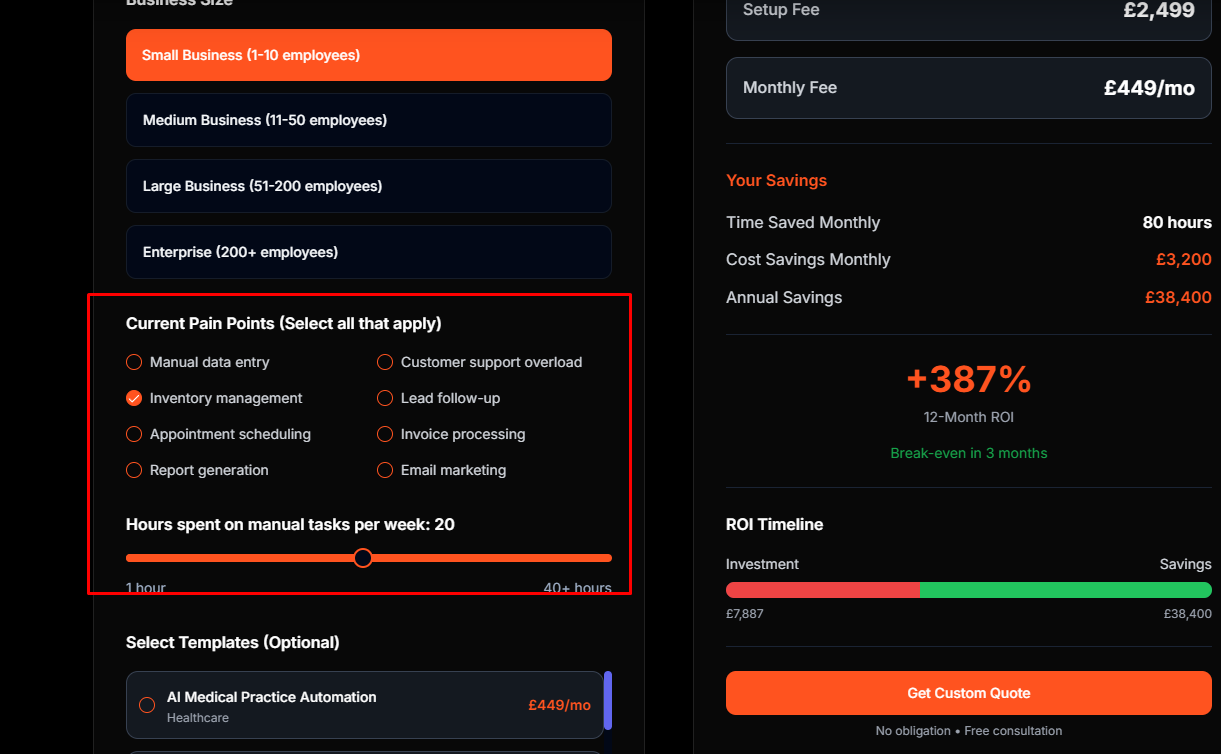 Business Size
Small Business (1-10 employees)
Medium Business (11-50 employees)
Large Business (51-200 employees)
Enterprise (200+ employees)
Current Pain Points (Select all that apply)
Manual data entry
Customer support overload
Inventory management
Lead follow-up
Appointment scheduling
Invoice processing
Report generation
Email marketing
Hours spent on manual tasks per week: 20
1 hour
40+ hours
Select Templates (Optional)
AI Medical Practice Automation
Healthcare
£449/mo
Setup Fee
£2,499
Monthly Fee
£449/mo
Your Savings
Time Saved Monthly
80 hours
Cost Savings Monthly
£3,200
Annual Savings
£38,400
+387%
12-Month ROI
Break-even in 3 months
ROI Timeline
Investment
Savings
£7,887
£38,400
Get Custom Quote
No obligation • Free consultation